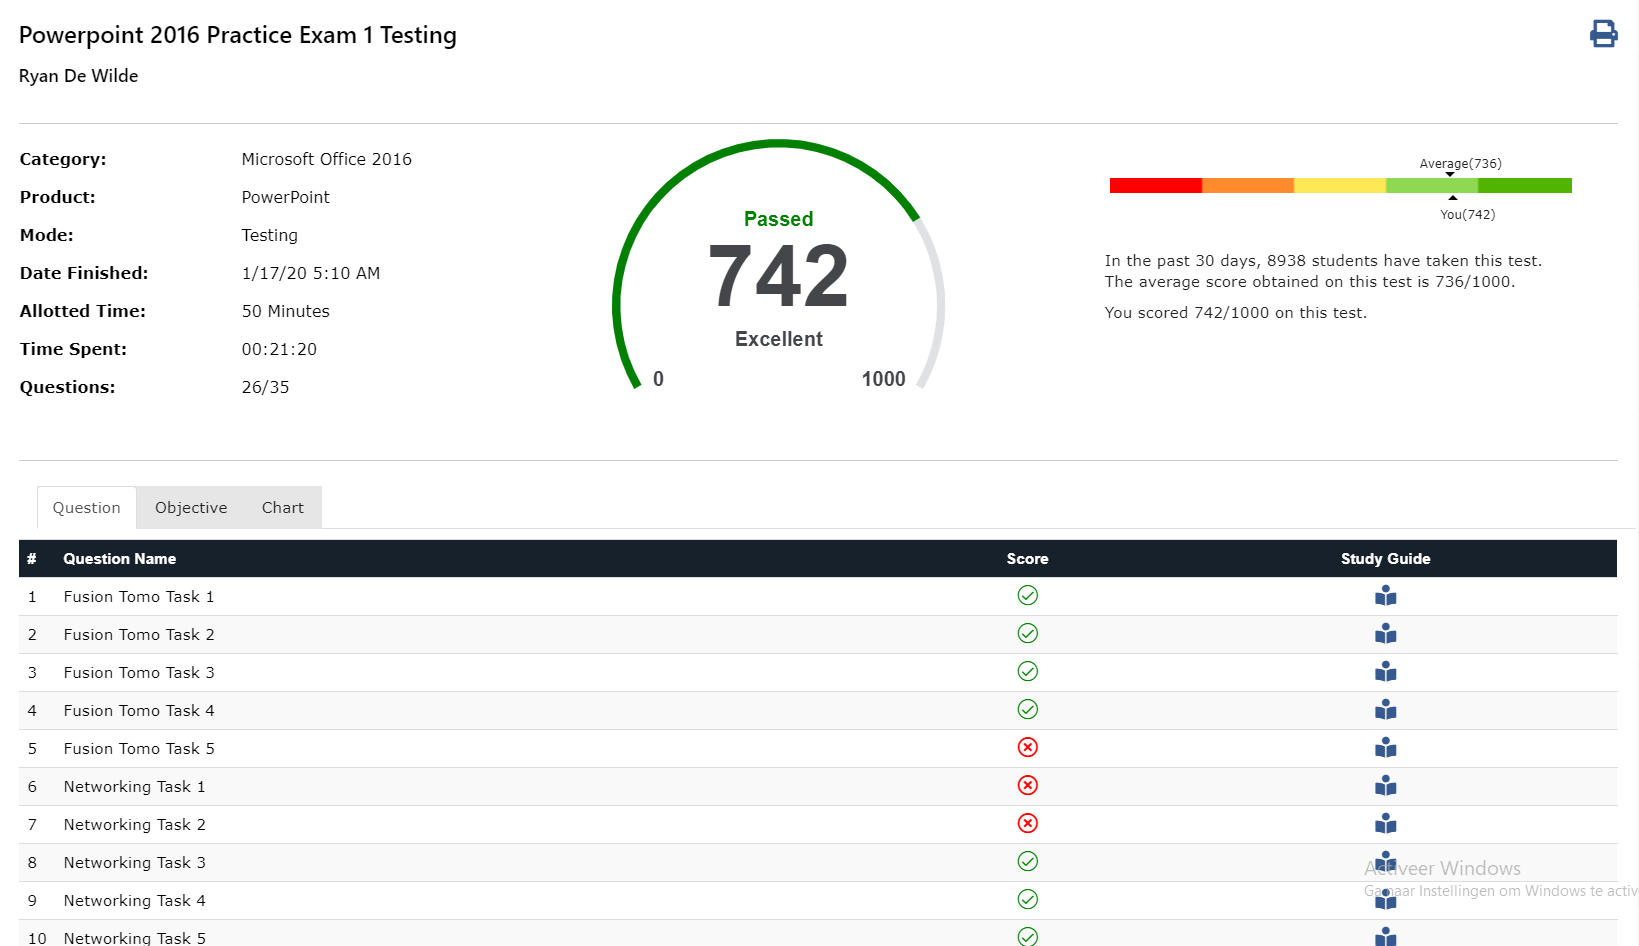 Powerpoint 2016 Practice Exam 1 Testing
Ryan De Wilde
Category: Microsoft Office 2016
Product: PowerPoint
Mode: Testing
Date Finished: 1/17/20 5:10 AM
Allotted Time: 50 Minutes
Time Spent: 00:21:20
Questions: 26/35
Passed
742
Excellent
0 1000
Average(736)
You(742)
In the past 30 days, 8938 students have taken this test.
The average score obtained on this test is 736/1000.
You scored 742/1000 on this test.
Question Objective Chart
# Question Name Score Study Guide
1 Fusion Tomo Task 1
2 Fusion Tomo Task 2
3 Fusion Tomo Task 3
4 Fusion Tomo Task 4
5 Fusion Tomo Task 5
6 Networking Task 1
7 Networking Task 2
8 Networking Task 3
9 Networking Task 4
10 Networking Task 5
Activeer Windows
Ga naar Instellingen om Windows te activ